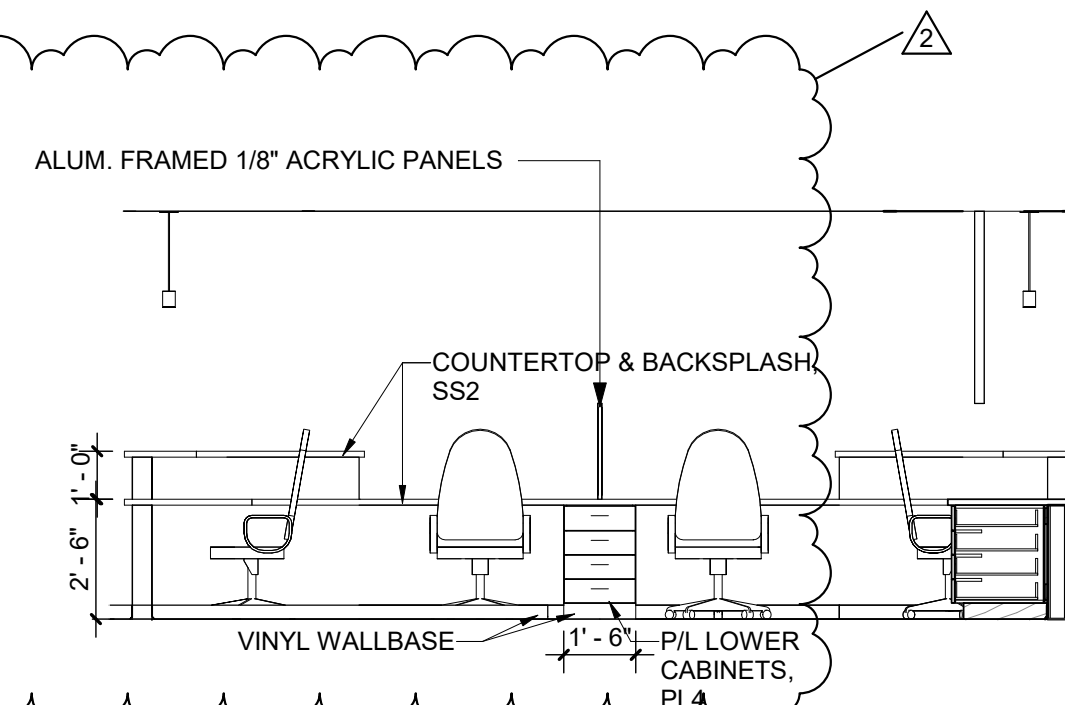 2
ALUM. FRAMED 1/8" ACRYLIC PANELS
COUNTERTOP & BACKSPLASH,
SS2
1' - 0"
2' - 6"
VINYL WALLBASE
1' - 6"
P/L LOWER
CABINETS,
PL4